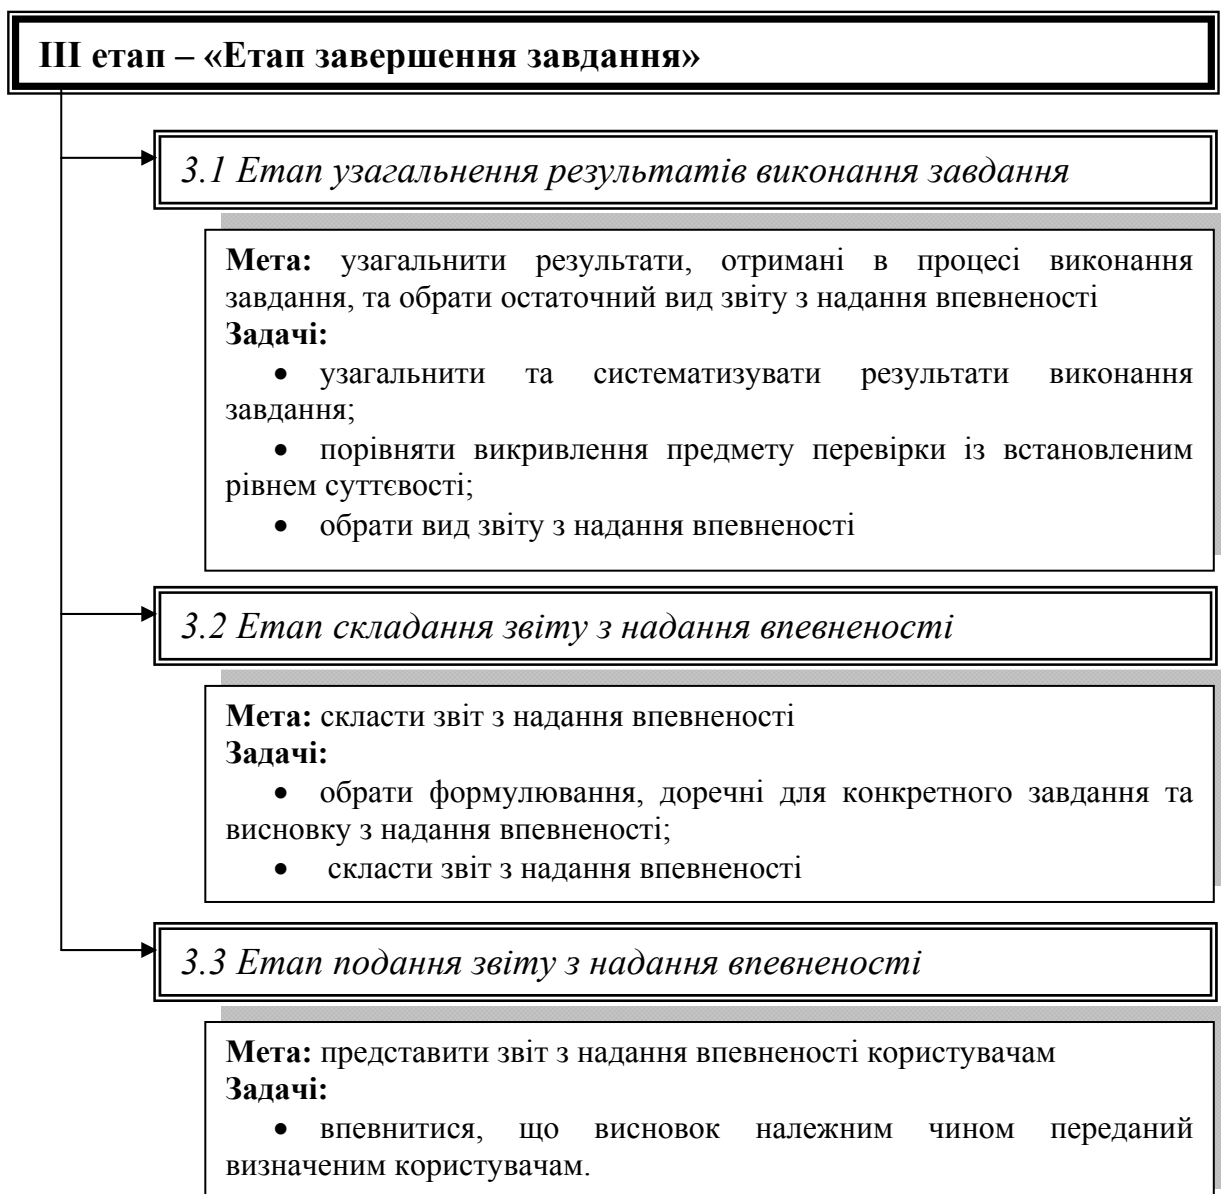 ІІІ етап – «Етап завершення завдання»
3.1 Етап узагальнення результатів виконання завдання
Мета: узагальнити результати, отримані в процесі виконання
завдання, та обрати остаточний вид звіту з надання впевненості
Задачі:
• узагальнити та систематизувати результати виконання
завдання;
• порівняти викривлення предмету перевірки із встановленим
рівнем суттєвості;
• обрати вид звіту з надання впевненості
3.2 Етап складання звіту з надання впевненості
Мета: скласти звіт з надання впевненості
Задачі:
• обрати формулювання, доречні для конкретного завдання та
висновку з надання впевненості;
• скласти звіт з надання впевненості
3.3 Етап подання звіту з надання впевненості
Мета: представити звіт з надання впевненості користувачам
Задачі:
• впевнитися, що висновок належним чином переданий
визначеним користувачам.